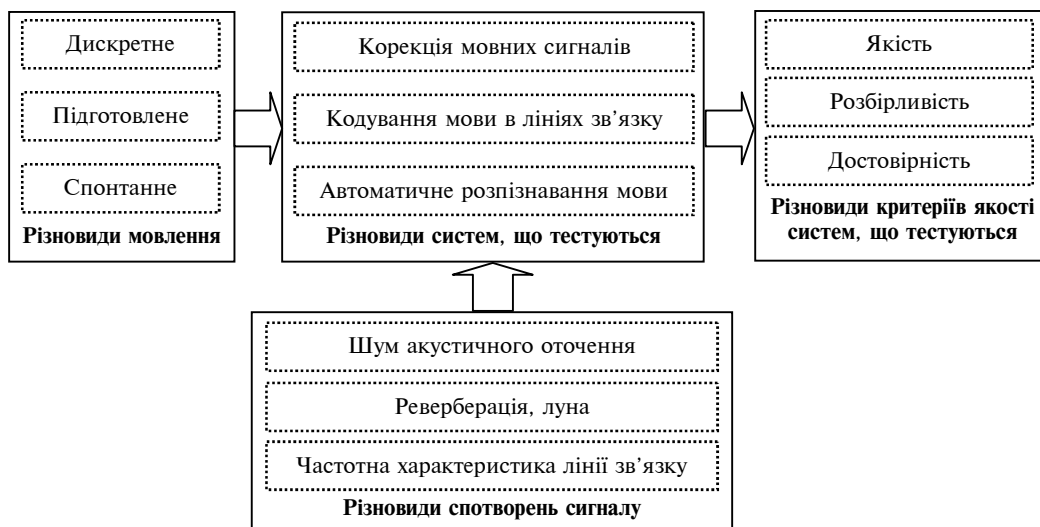 Дискретне
Підготовлене
Спонтанне
Різновиди мовлення
Корекція мовних сигналів
Кодування мови в лініях зв'язку
Автоматичне розпізнавання мови
Різновиди систем, що тестуються
Якість
Розбірливість
Достовірність
Різновиди критеріїв якості
систем, що тестуються
Шум акустичного оточення
Реверберація, луна
Частотна характеристика лінії зв'язку
Різновиди спотворень сигналу